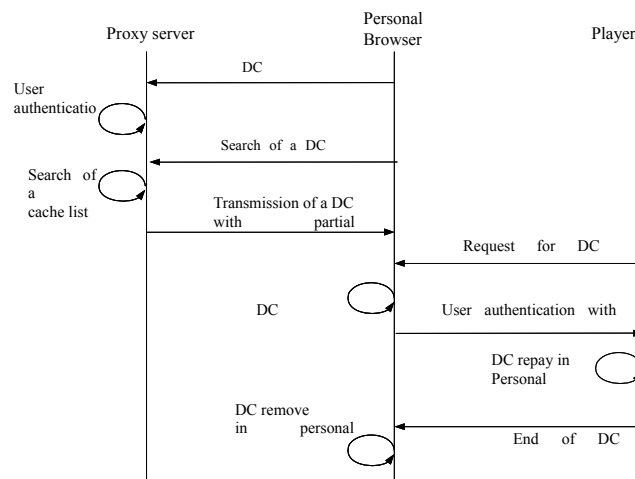 Proxy server
Personal
Browser
Player
DC
User
authenticatio
Search of a DC
Search of
a
cache list
Transmission of a DC
with partial
Request for DC
DC
User authentication with
DC repay in
Personal
DC remove
in personal
End of DC